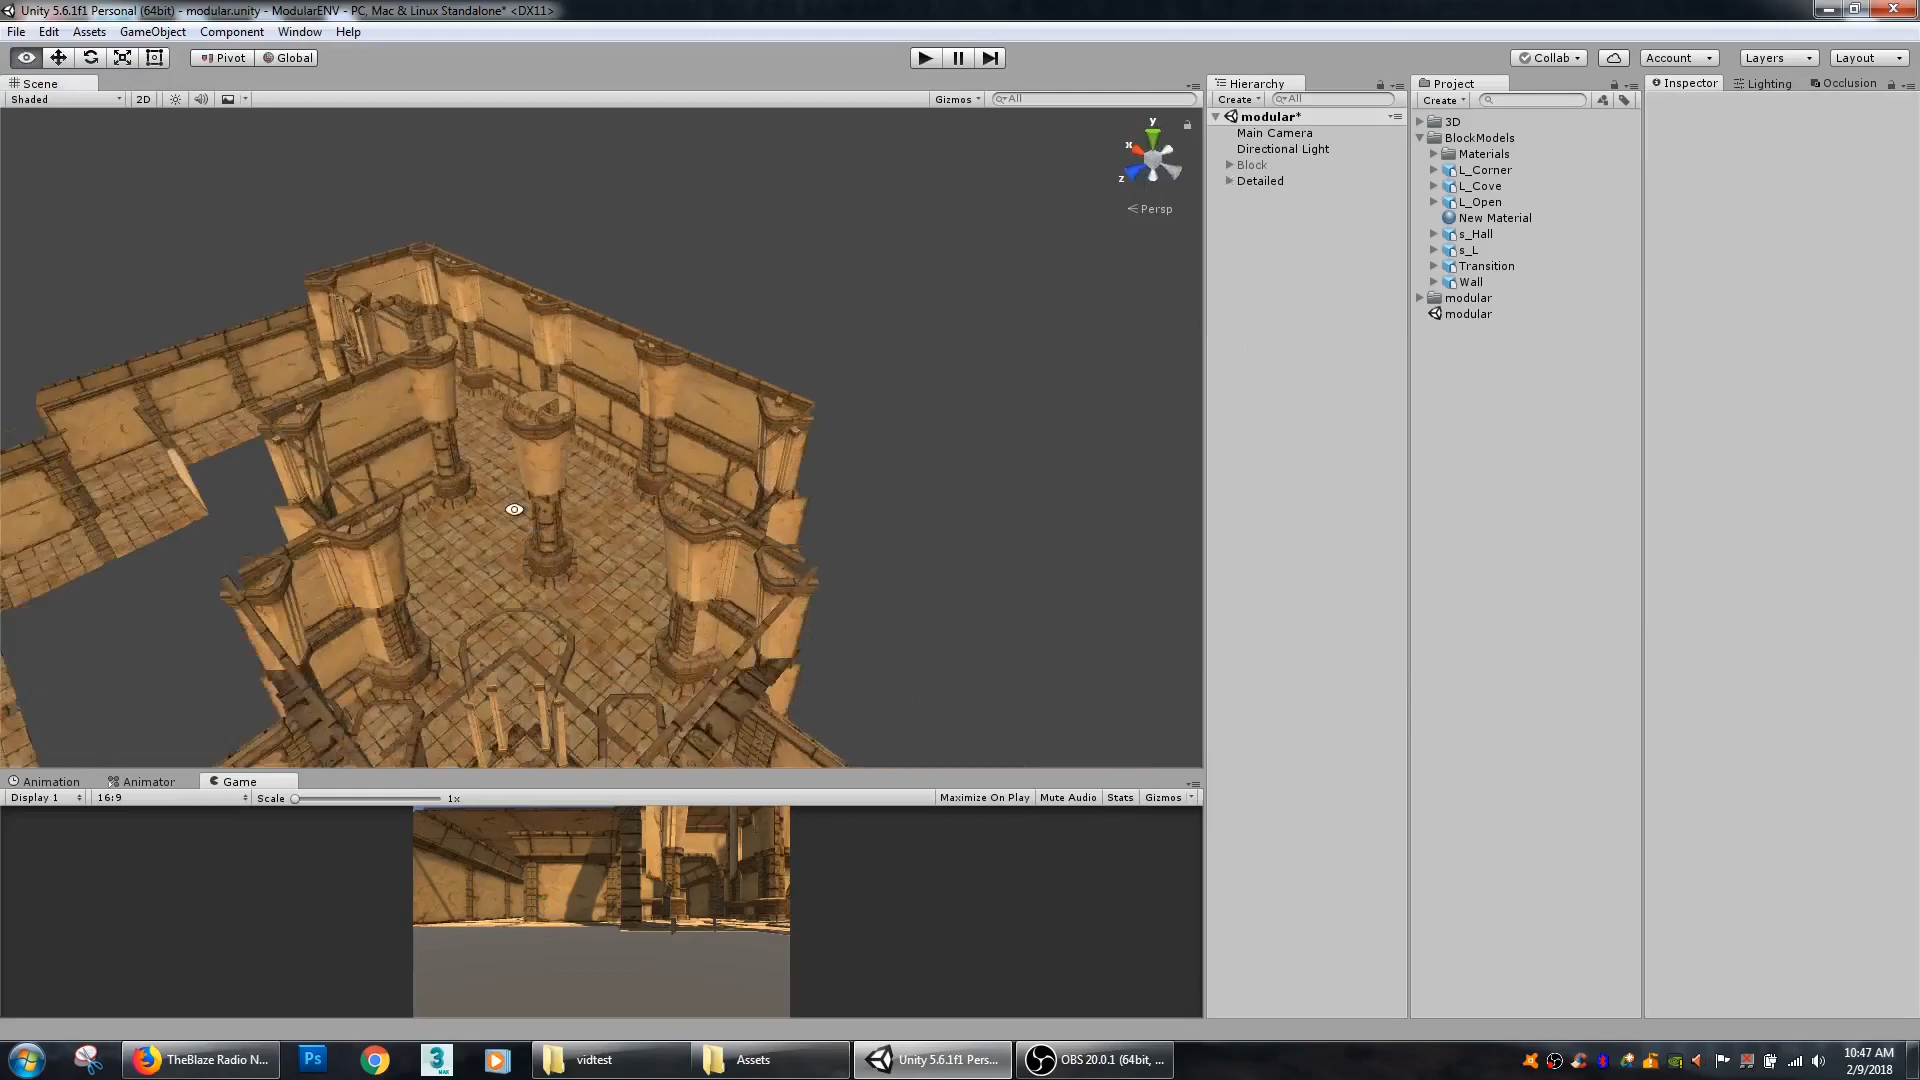 Unity 5.6.1f1 Personal (64bit) - modular.unity - ModularENV - PC, Mac & Linux Standalone* <DX11>
File Edit Assets GameObject Component Window Help
Pivot Global Collab Account Layers Layout
Scene
Shaded 2D Gizmos All
y
x
z
Persp
Hierarchy
Create All
modular*
Main Camera
Directional Light
Block
Detailed
Project
Create
3D
BlockModels
Materials
L_Corner
L_Cove
L_Open
New Material
s_Hall
s_L
Transition
Wall
modular
modular
Inspector Lighting Occlusion
Animation Animator Game
Display 1 16:9 Scale 1x Maximize On Play Mute Audio Stats Gizmos
TheBlaze Radio N... Ps 3 MAX vidtest Assets Unity 5.6.1f1 Pers... OBS 20.0.1 (64bit, ...
10:47 AM
2/9/2018